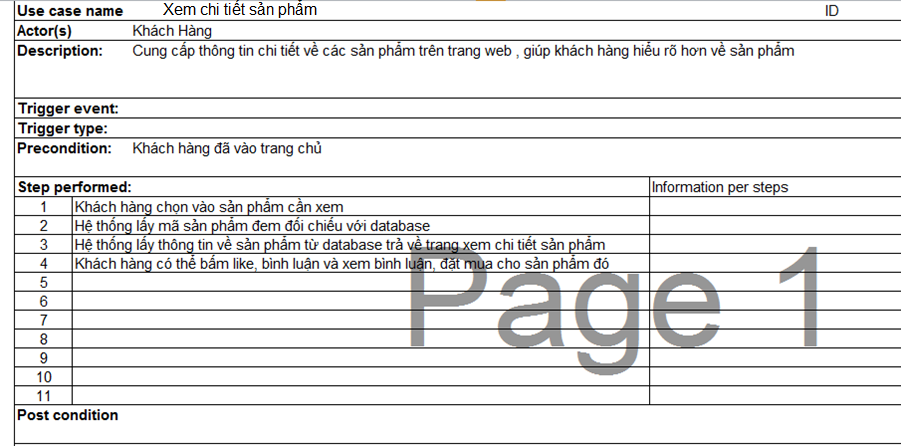 Use case name Xem chi tiết sản phẩm ID
Actor(s) Khách Hàng
Description: Cung cấp thông tin chi tiết về các sản phẩm trên trang web , giúp khách hàng hiểu rõ hơn về sản phẩm
Trigger event:
Trigger type:
Precondition: Khách hàng đã vào trang chủ
Step performed: Information per steps
1 Khách hàng chọn vào sản phẩm cần xem
2 Hệ thống lấy mã sản phẩm đem đối chiếu với database
3 Hệ thống lấy thông tin về sản phẩm từ database trả về trang xem chi tiết sản phẩm
4 Khách hàng có thể bấm like, bình luận và xem bình luận, đặt mua cho sản phẩm đó
5
6
7
8
9
10
11
Page 1
Post condition